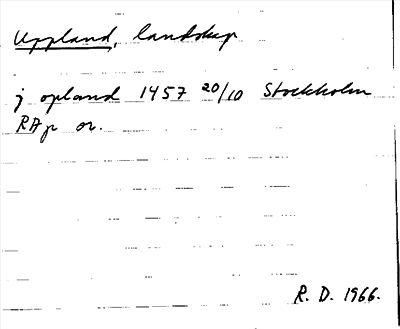 Uppland, landskap
j opland 1457 20/10 Stockholm
RAp or.
R. D. 1966.